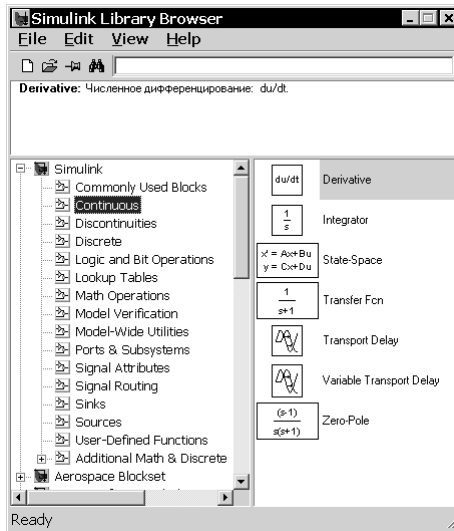 Simulink Library Browser
File Edit View Help
Derivative: Численное дифференцирование: du/dt.
Simulink
Commonly Used Blocks
Continuous
Discontinuities
Discrete
Logic and Bit Operations
Lookup Tables
Math Operations
Model Verification
Model-Wide Utilities
Ports & Subsystems
Signal Attributes
Signal Routing
Sinks
Sources
User-Defined Functions
Additional Math & Discrete
Aerospace Blockset
du/dt Derivative
1
s
Integrator
x' = Ax+Bu
y = Cx+Du
State-Space
1
s+1
Transfer Fcn
Transport Delay
Variable Transport Delay
(s-1)
s(s+1)
Zero-Pole
Ready